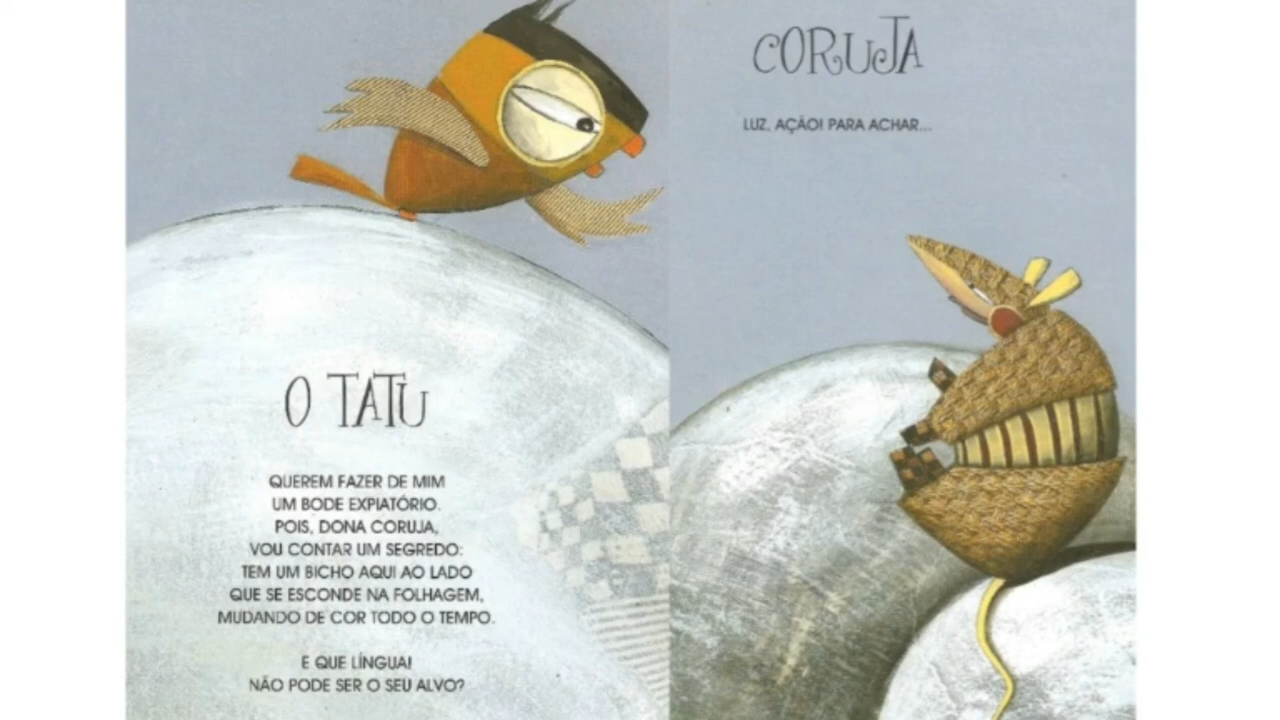 O TATU
QUEREM FAZER DE MIM
UM BODE EXPIATÓRIO.
POIS, DONA CORUJA,
VOU CONTAR UM SEGREDO:
TEM UM BICHO AQUI AO LADO
QUE SE ESCONDE NA FOLHAGEM,
MUDANDO DE COR TODO O TEMPO.
E QUE LÍNGUA!
NÃO PODE SER O SEU ALVO?
CORUJA
LUZ, AÇÃO! PARA ACHAR...